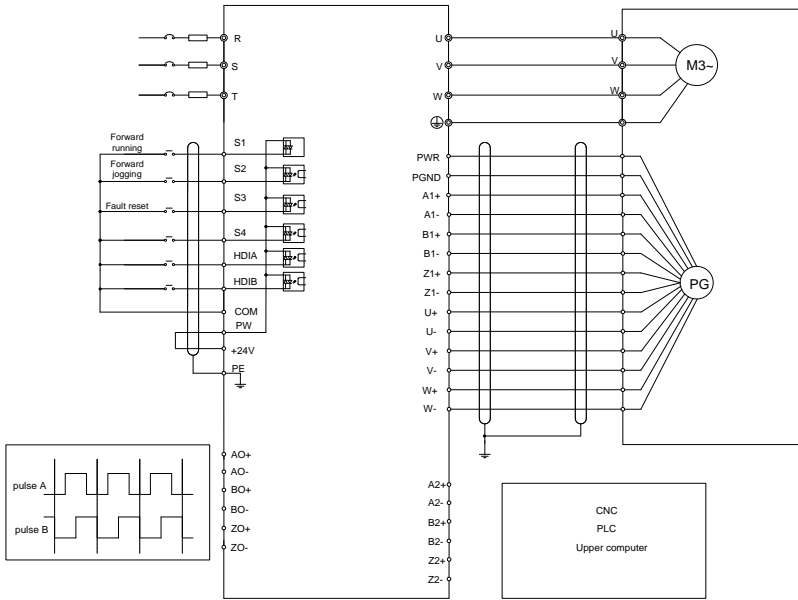 R
S
T
U
V
W
U
V
W
M3~
Forward
running
Forward
jogging
Fault reset
S1
S2
S3
S4
HDIA
HDIB
COM
PW
+24V
PE
PWR
PGND
A1+
A1-
B1+
B1-
Z1+
Z1-
U+
U-
V+
V-
W+
W-
PG
pulse A
pulse B
AO+
AO-
BO+
BO-
ZO+
ZO-
A2+
A2-
B2+
B2-
Z2+
Z2-
CNC
PLC
Upper computer